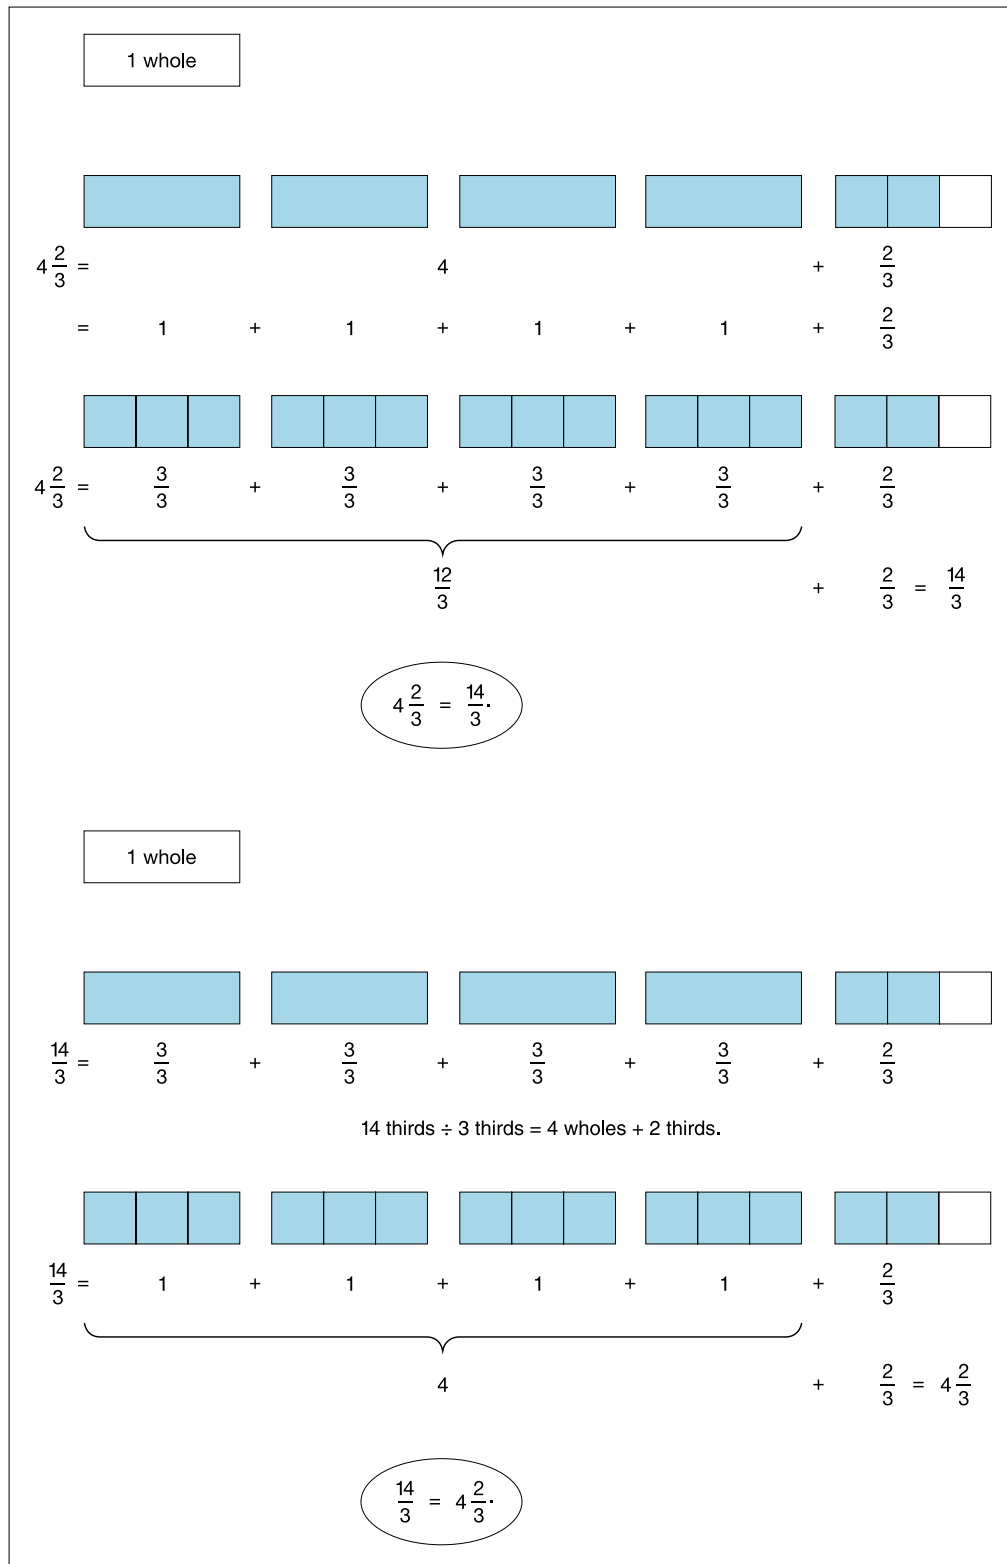 1 whole
4 2/3 = 4 + 2/3
= 1 + 1 + 1 + 1 + 2/3
4 2/3 = 3/3 + 3/3 + 3/3 + 3/3 + 2/3
12/3 + 2/3 = 14/3
4 2/3 = 14/3.
1 whole
14/3 = 3/3 + 3/3 + 3/3 + 3/3 + 2/3
14 thirds ÷ 3 thirds = 4 wholes + 2 thirds.
14/3 = 1 + 1 + 1 + 1 + 2/3
4 + 2/3 = 4 2/3
14/3 = 4 2/3.